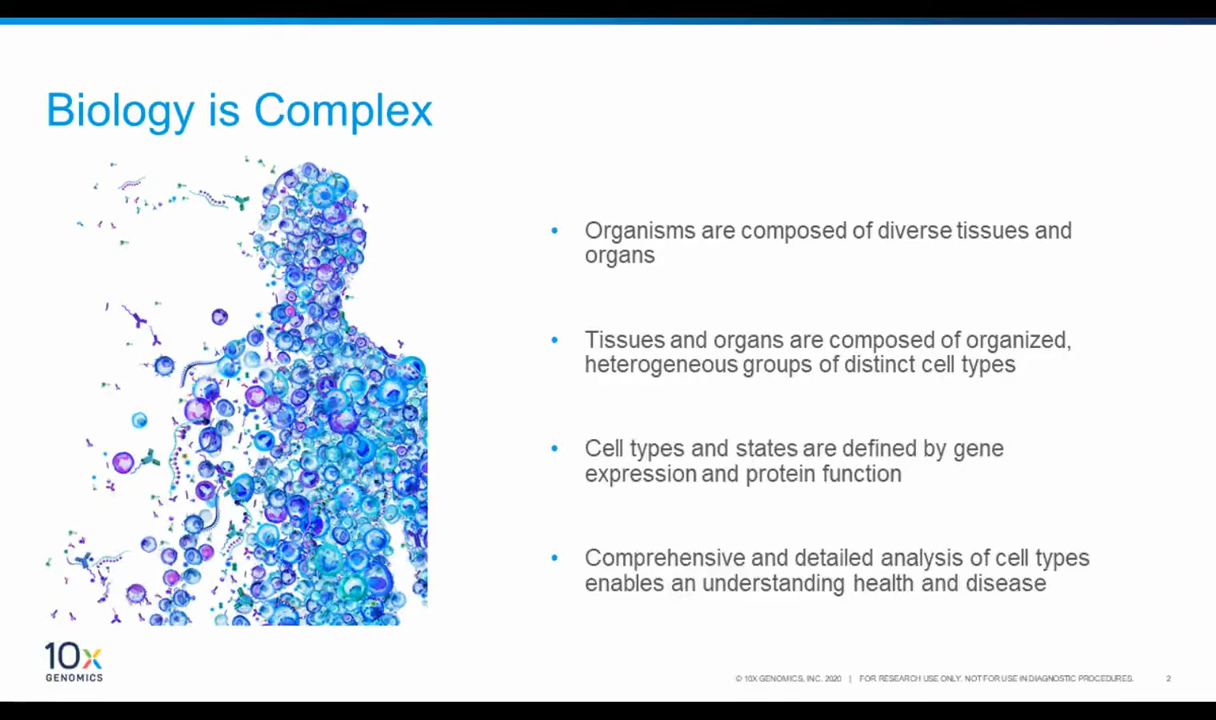 Biology is Complex
• Organisms are composed of diverse tissues and
organs
• Tissues and organs are composed of organized,
heterogeneous groups of distinct cell types
• Cell types and states are defined by gene
expression and protein function
• Comprehensive and detailed analysis of cell types
enables an understanding health and disease
10x
GENOMICS
© 10X GENOMICS, INC. 2020 | FOR RESEARCH USE ONLY. NOT FOR USE IN DIAGNOSTIC PROCEDURES. 2